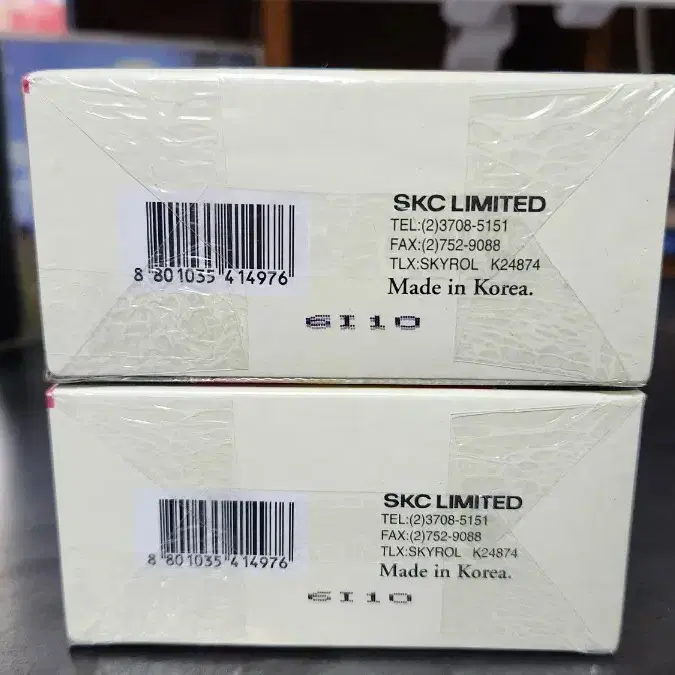 SKC LIMITED
TEL:(2)3708-5151
FAX:(2)752-9088
TLX:SKYROL K24874
Made in Korea.
8 801035 414976
6I10
SKC LIMITED
TEL:(2)3708-5151
FAX:(2)752-9088
TLX:SKYROL K24874
Made in Korea.
8 801035 414976
6I10